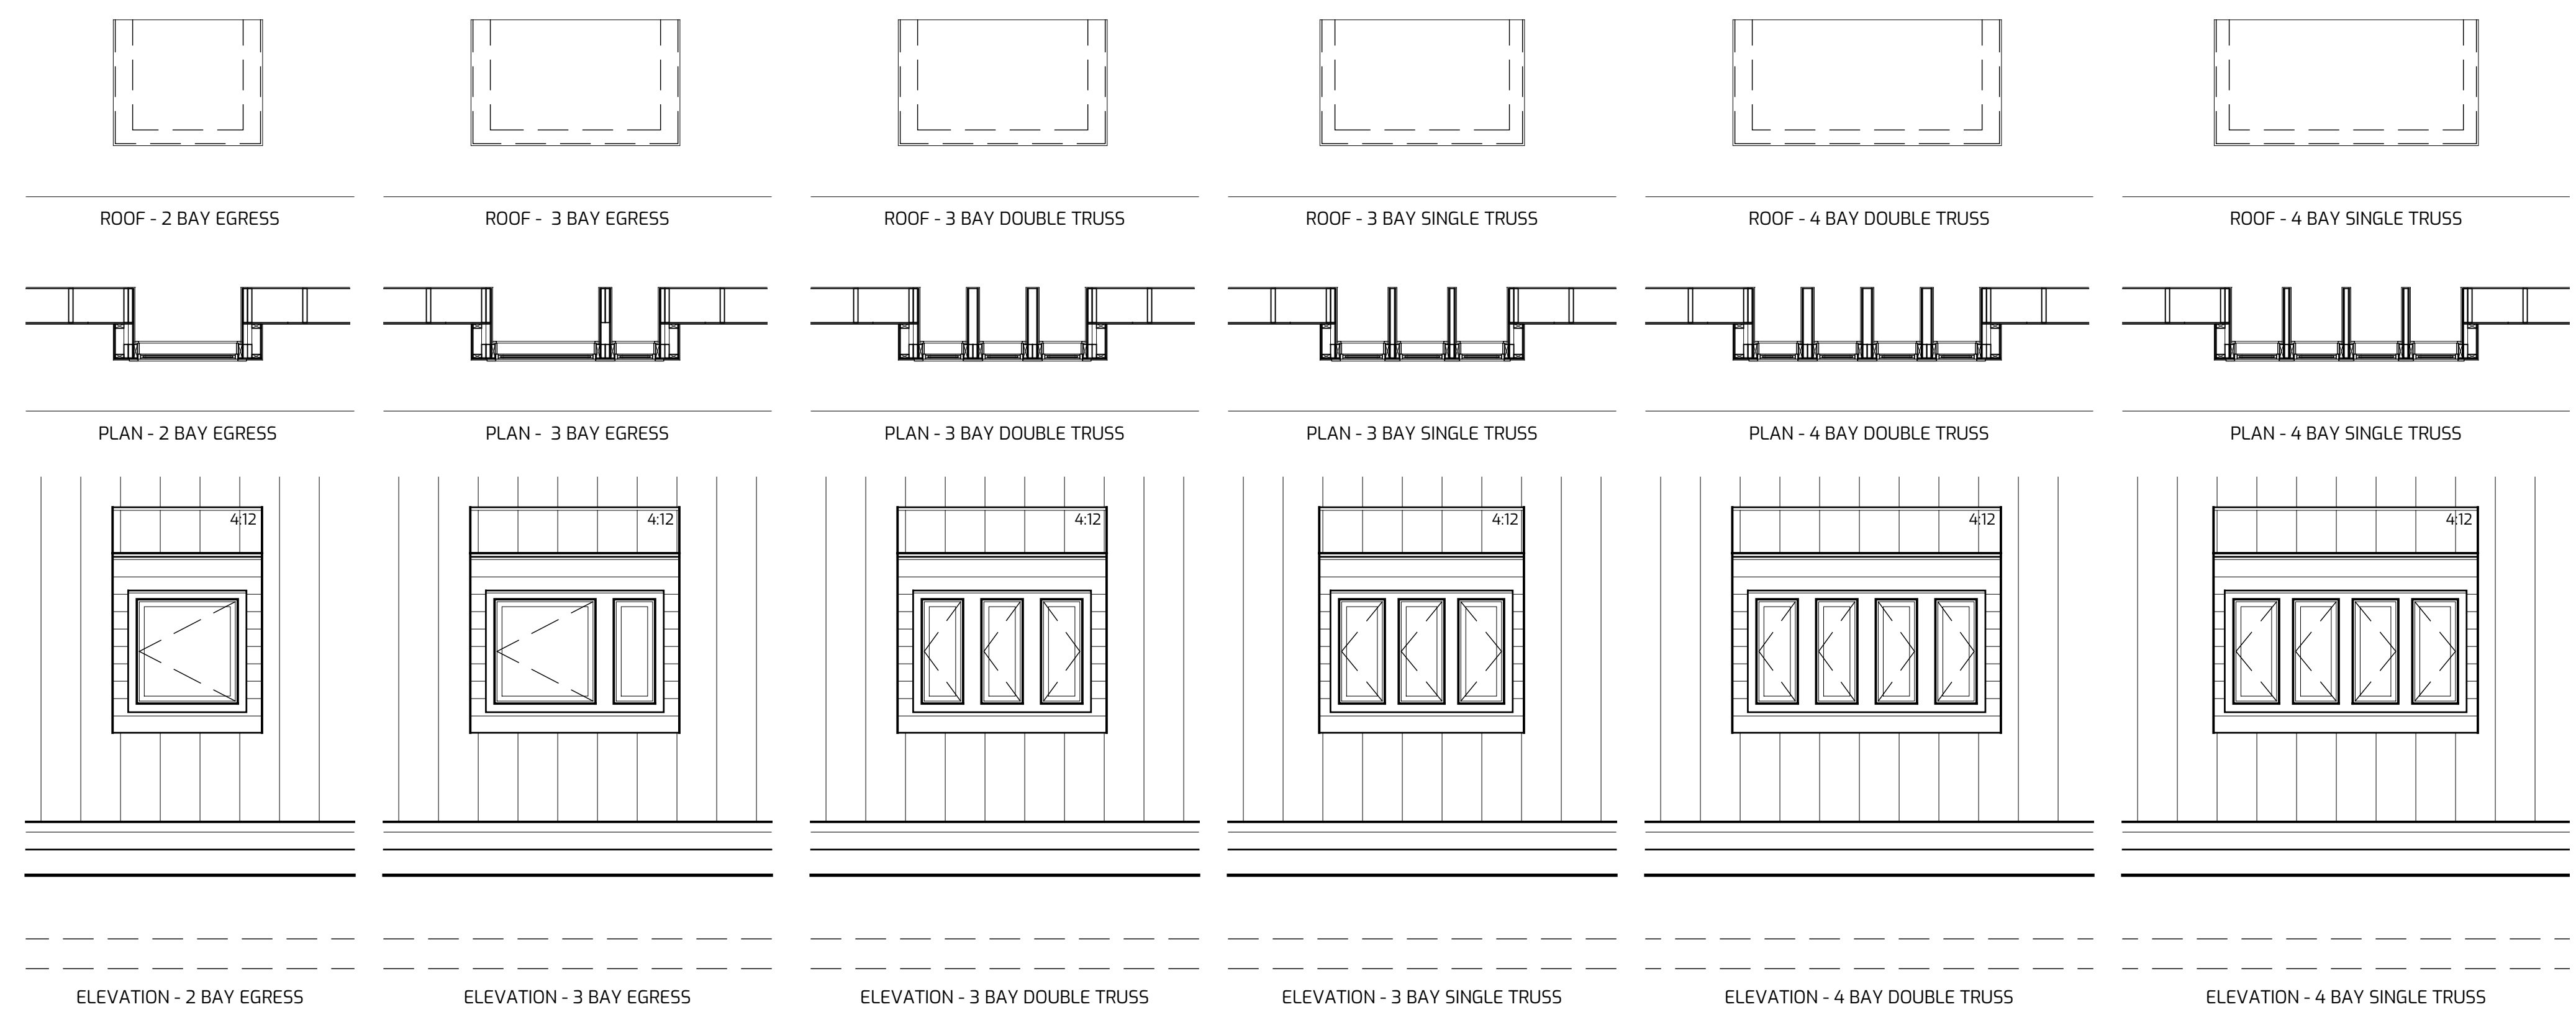 ROOF - 2 BAY EGRESS
ROOF -  3 BAY EGRESS
ROOF - 3 BAY DOUBLE TRUSS
ROOF - 3 BAY SINGLE TRUSS
ROOF - 4 BAY DOUBLE TRUSS
ROOF - 4 BAY SINGLE TRUSS
PLAN - 2 BAY EGRESS
PLAN -  3 BAY EGRESS
PLAN - 3 BAY DOUBLE TRUSS
PLAN - 3 BAY SINGLE TRUSS
PLAN - 4 BAY DOUBLE TRUSS
PLAN - 4 BAY SINGLE TRUSS
4:12
4:12
4:12
4:12
4:12
4:12
ELEVATION - 2 BAY EGRESS
ELEVATION - 3 BAY EGRESS
ELEVATION - 3 BAY DOUBLE TRUSS
ELEVATION - 3 BAY SINGLE TRUSS
ELEVATION - 4 BAY DOUBLE TRUSS
ELEVATION - 4 BAY SINGLE TRUSS